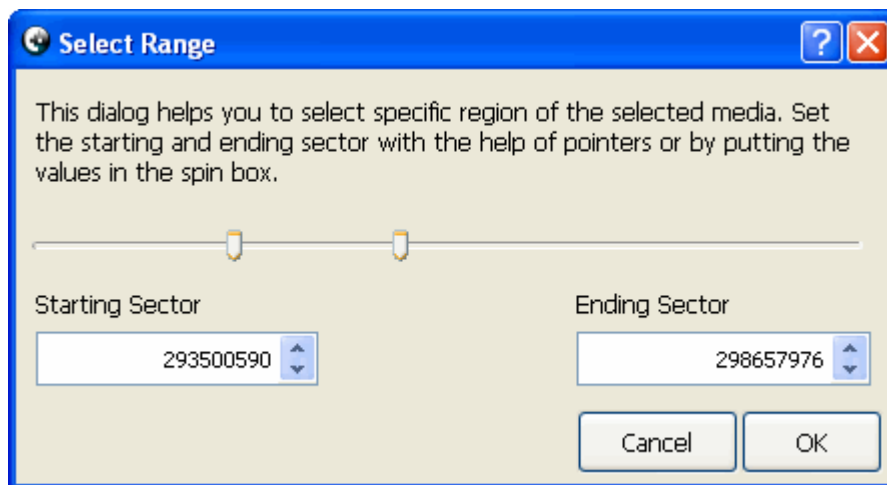 Select Range
This dialog helps you to select specific region of the selected media. Set
the starting and ending sector with the help of pointers or by putting the
values in the spin box.
Starting Sector
Ending Sector
293500590
298657976
Cancel
OK